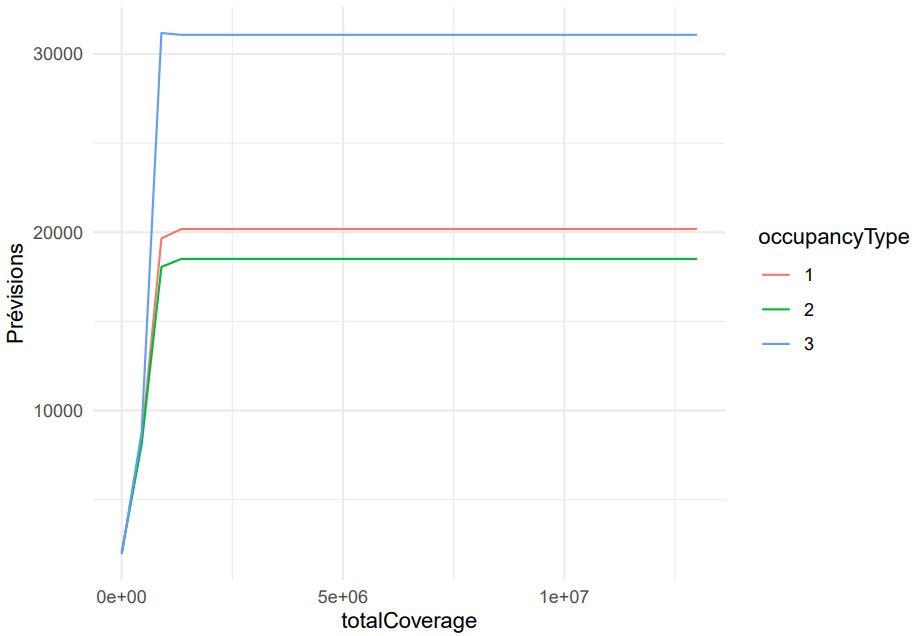 30000
20000
10000
Prévisions
0e+00
5e+06
1e+07
totalCoverage
occupancyType
1
2
3